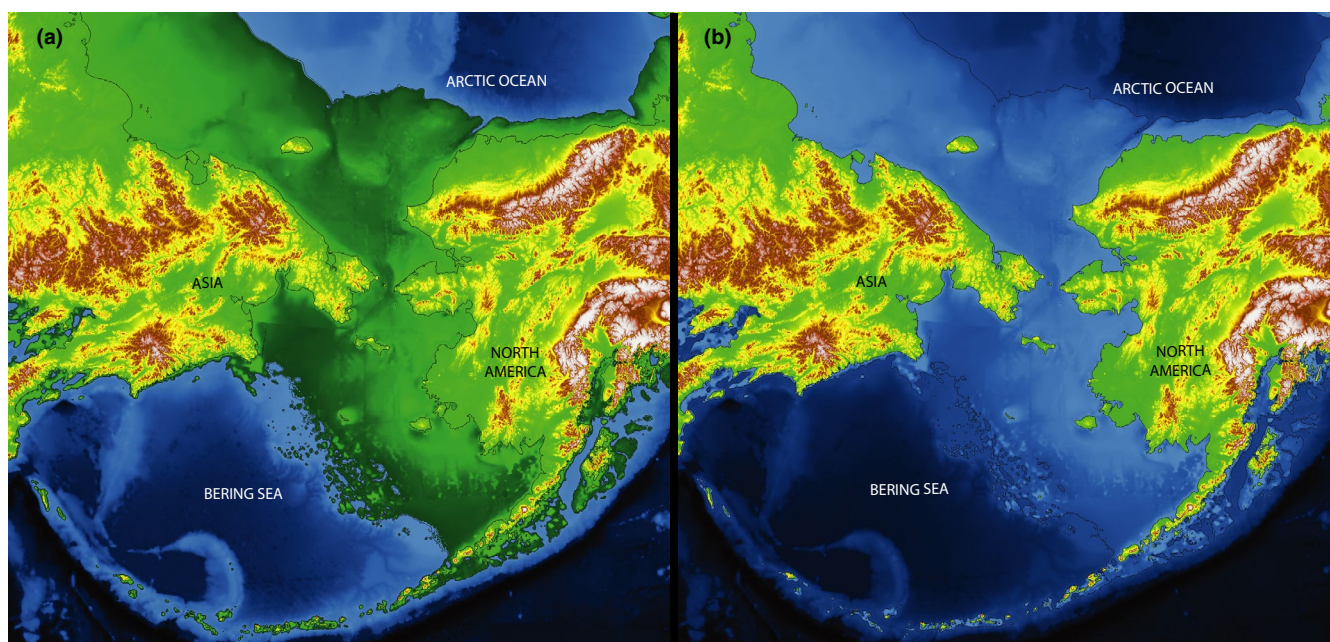 (a)
ARCTIC OCEAN
ASIA
NORTH
AMERICA
BERING SEA
(b)
ARCTIC OCEAN
ASIA
NORTH
AMERICA
BERING SEA